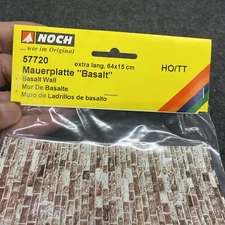 NOCH
... wie im Original
57720
extra lang, 64x15 cm
HO/TT
Mauerplatte "Basalt"
Basalt Wall
Mur De Basalte
Muro de Ladrillos de basalto